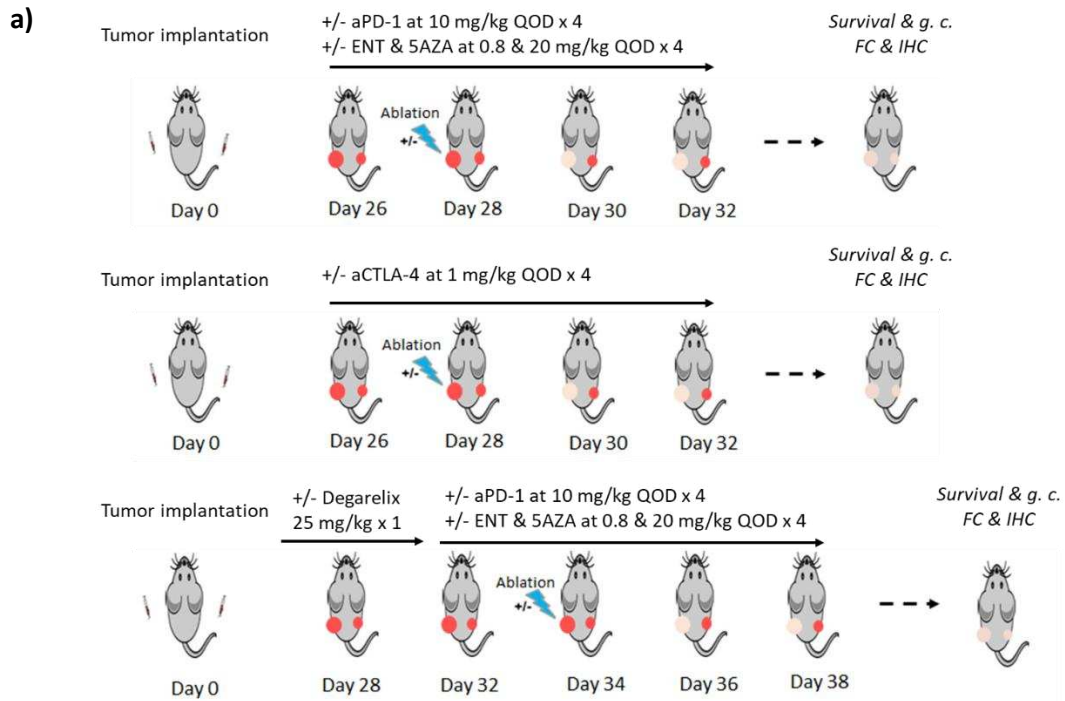 a)
Tumor implantation
+/- aPD-1 at 10 mg/kg QOD x 4
+/- ENT & 5AZA at 0.8 & 20 mg/kg QOD x 4
Survival & g. c.
FC & IHC
Ablation
+/-
Day 0
Day 26
Day 28
Day 30
Day 32
Tumor implantation
+/- aCTLA-4 at 1 mg/kg QOD x 4
Survival & g. c.
FC & IHC
Ablation
+/-
Day 0
Day 26
Day 28
Day 30
Day 32
Tumor implantation
+/- Degarelix
25 mg/kg x 1
+/- aPD-1 at 10 mg/kg QOD x 4
+/- ENT & 5AZA at 0.8 & 20 mg/kg QOD x 4
Survival & g. c.
FC & IHC
Ablation
+/-
Day 0
Day 28
Day 32
Day 34
Day 36
Day 38